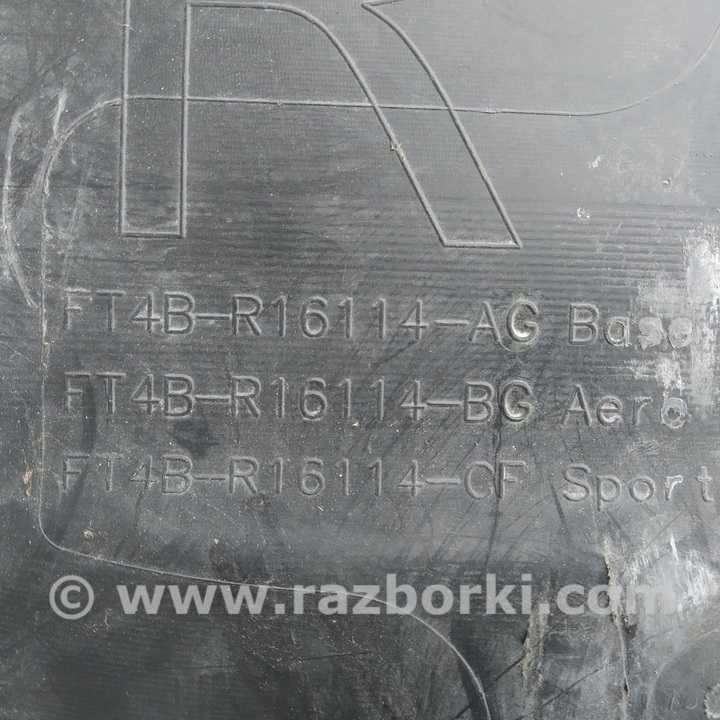 R
FT4B-R16114-AG Base
FT4B-R16114-BG Aero
FT4B-R16114-CF Sport
© www.razborki.com